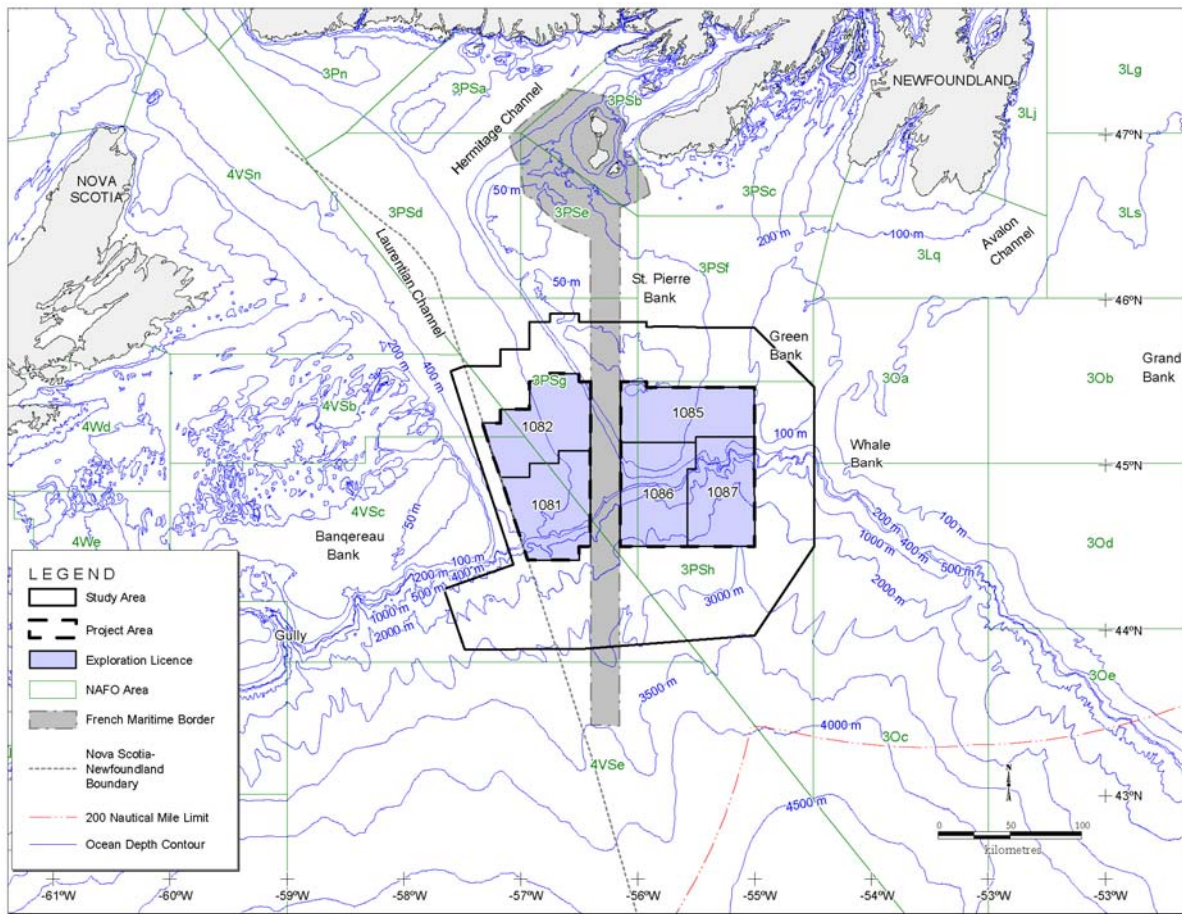 3Pn
3PSa
3PSb
NEWFOUNDLAND
3Lg
3Lj
47ºN
Hermitage Channel
NOVA
SCOTIA
4VSn
3PSd
50 m
3PSe
3PSc
200 m
100 m
3Ls
3Lq
Avalon
Channel
Laurentian Channel
3PSf
50 m
St. Pierre
Bank
46ºN
200 m
400 m
Green
Bank
Grand
Bank
3PSg
3Oa
3Ob
4VSb
4Wd
1082
1085
100 m
Whale
Bank
45ºN
1081
1086
1087
50 m
4VSc
Banqereau
Bank
4We
3PSh
3Od
100 m
200 m
400 m
500 m
1000 m
2000 m
200 m
100 m
500 m
400 m
1000 m
2000 m
3000 m
Gully
44ºN
3Oe
3500 m
4000 m
3Oc
4VSe
43ºN
4500 m
N
0
50
100
kilometres
LEGEND
Study Area
Project Area
Exploration Licence
NAFO Area
French Maritime Border
Nova Scotia-
Newfoundland
Boundary
200 Nautical Mile Limit
Ocean Depth Contour
-61ºW
-60ºW
-59ºW
-58ºW
-57ºW
-56ºW
-55ºW
-54ºW
-53ºW
-53ºW